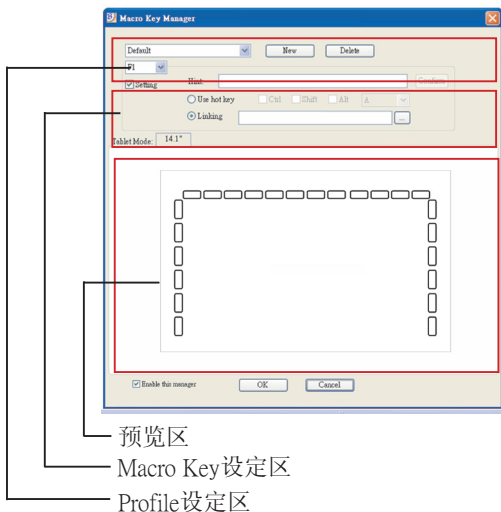 Macro Key Manager
Default New Delete
F1
Setting Hint: Confirm
Use hot key Ctrl Shift Alt A
Linking ...
Tablet Mode: 14.1"
Enable this manager OK Cancel
预览区
Macro Key设定区
Profile设定区